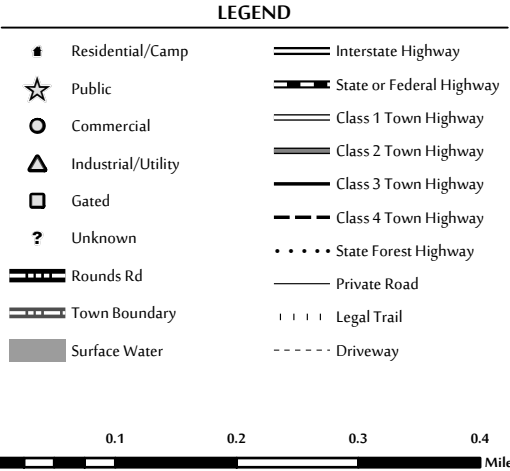 LEGEND
Residential/Camp
Public
Commercial
Industrial/Utility
Gated
? Unknown
Rounds Rd
Town Boundary
Surface Water
Interstate Highway
State or Federal Highway
Class 1 Town Highway
Class 2 Town Highway
Class 3 Town Highway
Class 4 Town Highway
State Forest Highway
Private Road
Legal Trail
Driveway
0.1 0.2 0.3 0.4
Mile